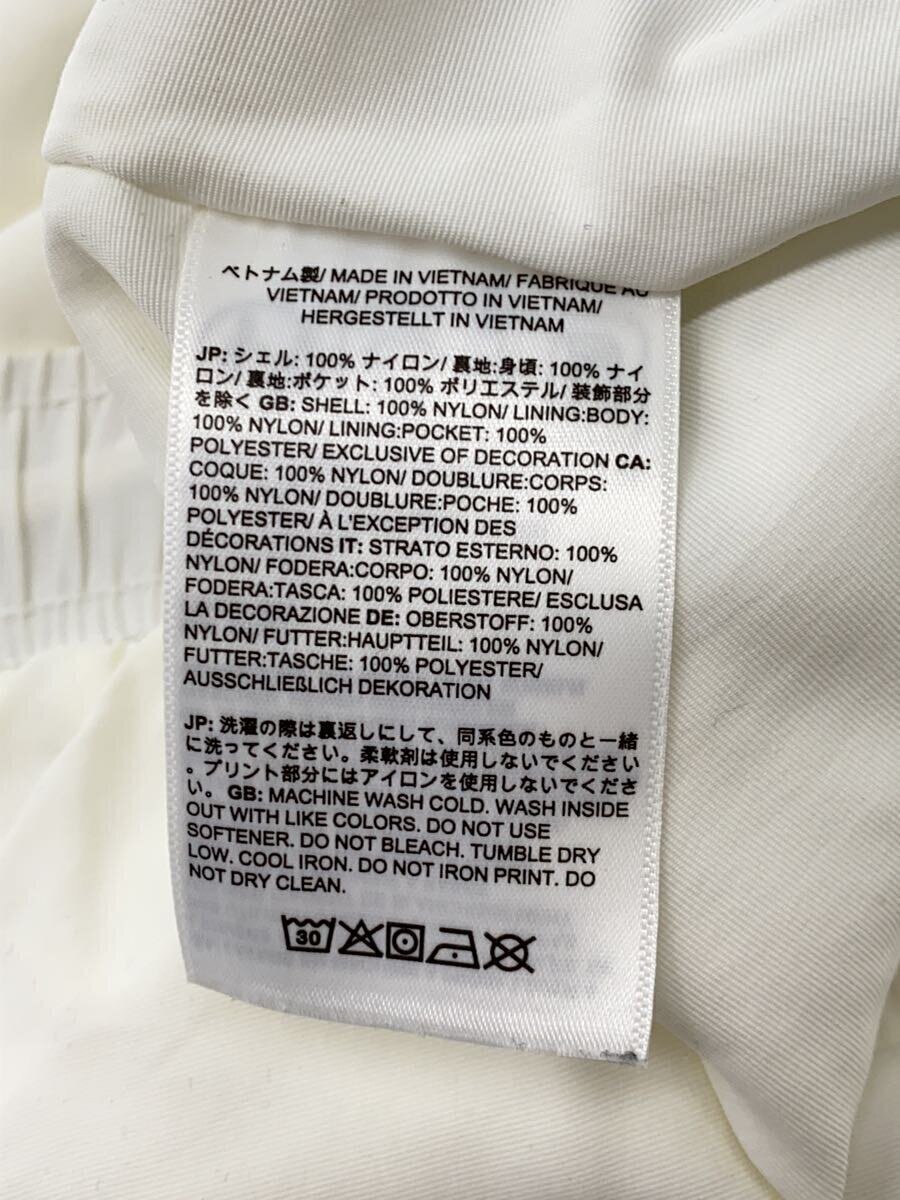 ベトナム製/ MADE IN VIETNAM/ FABRIQUE AU
VIETNAM/ PRODOTTO IN VIETNAM/
HERGESTELLT IN VIETNAM
JP: シェル: 100% ナイロン/ 裏地:身頃: 100% ナイ
ロン/ 裏地:ポケット: 100% ポリエステル/ 装飾部分
を除く GB: SHELL: 100% NYLON/ LINING:BODY:
100% NYLON/ LINING:POCKET: 100%
POLYESTER/ EXCLUSIVE OF DECORATION CA:
COQUE: 100% NYLON/ DOUBLURE:CORPS:
100% NYLON/ DOUBLURE:POCHE: 100%
POLYESTER/ À L'EXCEPTION DES
DÉCORATIONS IT: STRATO ESTERNO: 100%
NYLON/ FODERA:CORPO: 100% NYLON/
FODERA:TASCA: 100% POLIESTERE/ ESCLUSA
LA DECORAZIONE DE: OBERSTOFF: 100%
NYLON/ FUTTER:HAUPTTEIL: 100% NYLON/
FUTTER:TASCHE: 100% POLYESTER/
AUSSCHLIEßLICH DEKORATION
JP: 洗濯の際は裏返しにして、同系色のものと一緒
に洗ってください。柔軟剤は使用しないでください
。プリント部分にはアイロンを使用しないでくださ
い。 GB: MACHINE WASH COLD. WASH INSIDE
OUT WITH LIKE COLORS. DO NOT USE
SOFTENER. DO NOT BLEACH. TUMBLE DRY
LOW. COOL IRON. DO NOT IRON PRINT. DO
NOT DRY CLEAN.
30